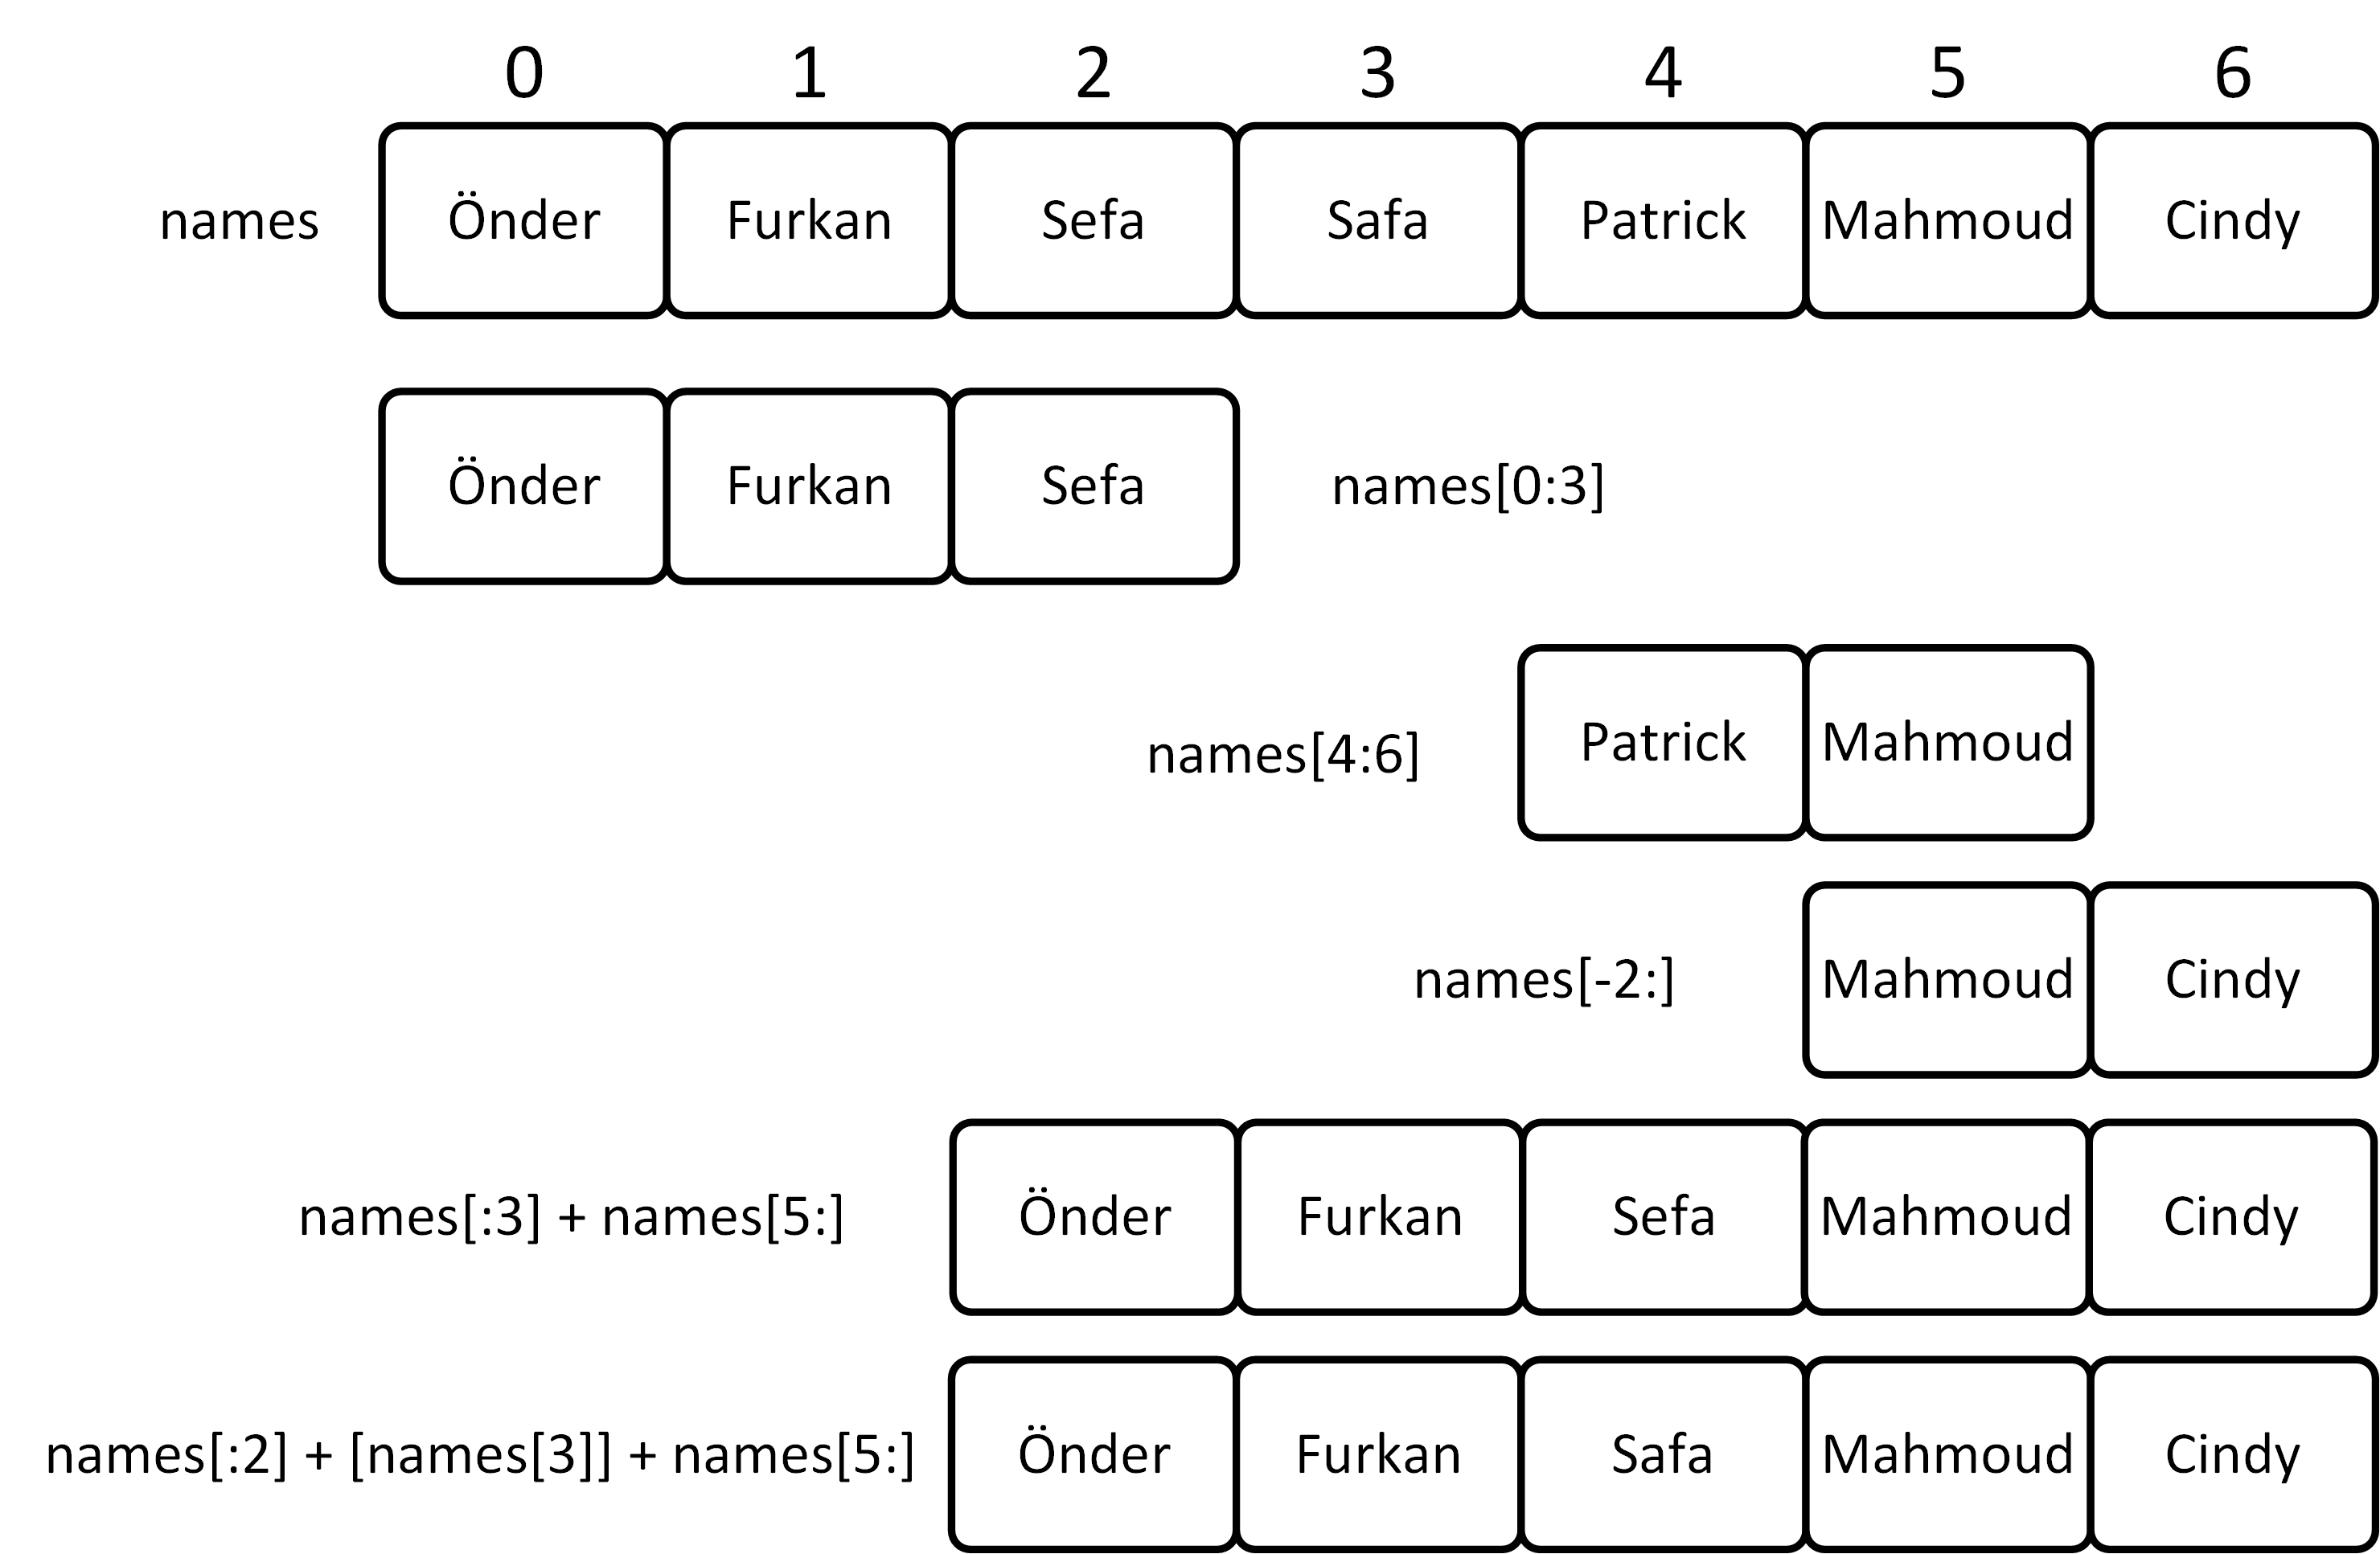 0 1 2 3 4 5 6
names Önder Furkan Sefa Safa Patrick Mahmoud Cindy
Önder Furkan Sefa names[0:3]
names[4:6] Patrick Mahmoud
names[-2:] Mahmoud Cindy
names[:3] + names[5:] Önder Furkan Sefa Mahmoud Cindy
names[:2] + [names[3]] + names[5:] Önder Furkan Safa Mahmoud Cindy